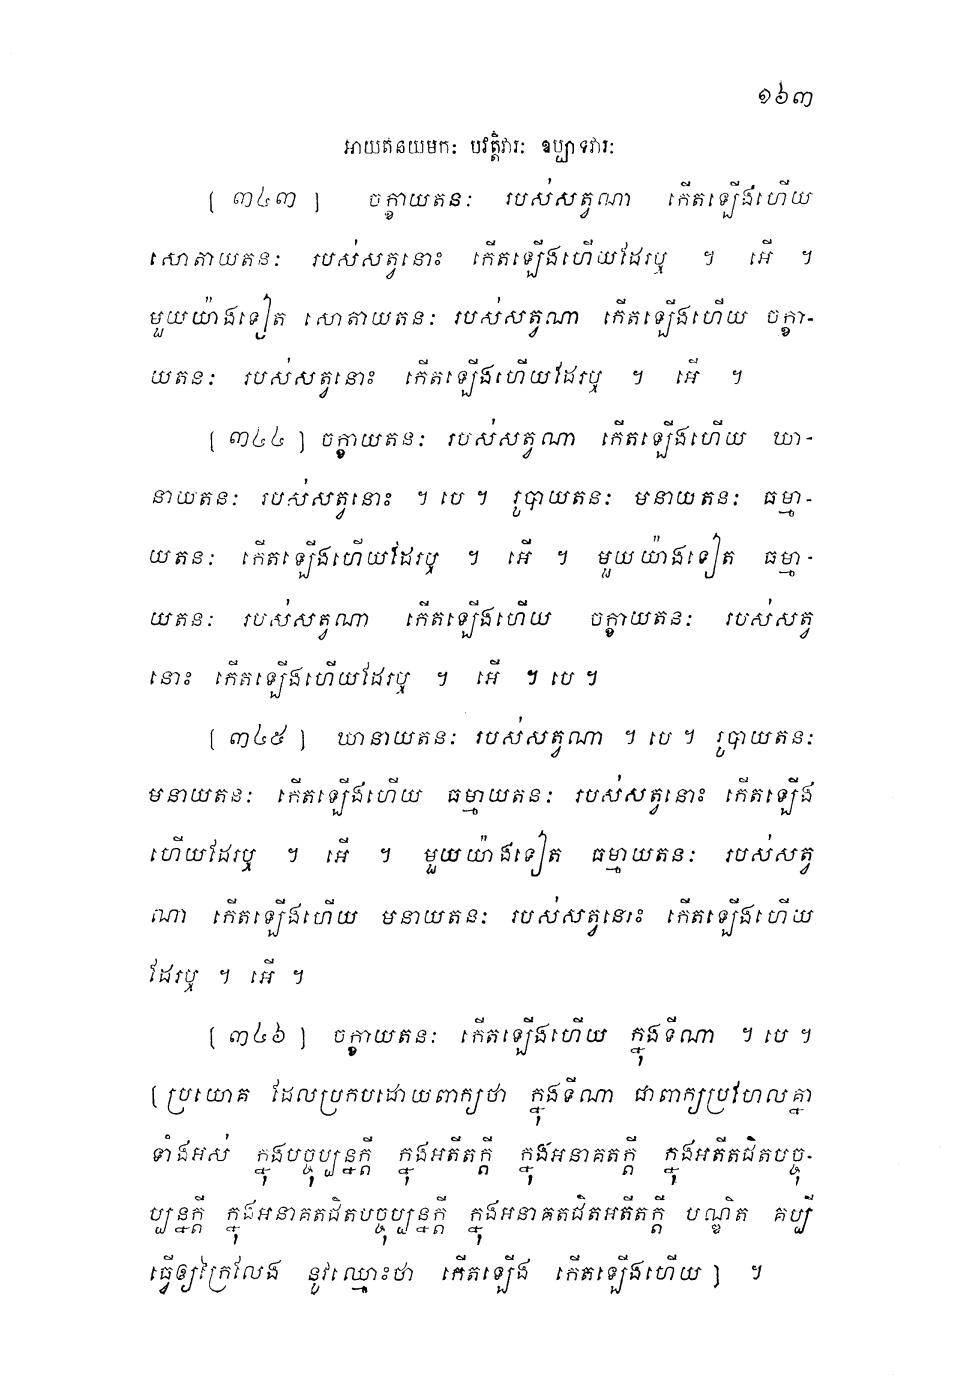 ១៦៣
អាយតនយមកៈ បវត្តិវារៈ ឧប្បាទវារៈ
[ ៣៤៣ ] ចក្ខាយតនៈ របស់សត្វណា កើតឡើងហើយ
សោតាយតនៈ របស់សត្វនោះ កើតឡើងហើយដែរឬ ។ អើ ។
មួយយ៉ាងទៀត សោតាយតនៈ របស់សត្វណា កើតឡើងហើយ ចក្ខា-
យតនៈ របស់សត្វនោះ កើតឡើងហើយដែរឬ ។ អើ ។
[ ៣៤៤ ] ចក្ខាយតនៈ របស់សត្វណា កើតឡើងហើយ ឃា-
នាយតនៈ របស់សត្វនោះ ។ បេ ។ រូបាយតនៈ មនាយតនៈ ធម្មា-
យតនៈ កើតឡើងហើយដែរឬ ។ អើ ។ មួយយ៉ាងទៀត ធម្មា-
យតនៈ របស់សត្វណា កើតឡើងហើយ ចក្ខាយតនៈ របស់សត្វ
នោះ កើតឡើងហើយដែរឬ ។ អើ ។ បេ ។
[ ៣៤៥ ] ឃានាយតនៈ របស់សត្វណា ។ បេ ។ រូបាយតនៈ
មនាយតនៈ កើតឡើងហើយ ធម្មាយតនៈ របស់សត្វនោះ កើតឡើង
ហើយដែរឬ ។ អើ ។ មួយយ៉ាងទៀត ធម្មាយតនៈ របស់សត្វ
ណា កើតឡើងហើយ មនាយតនៈ របស់សត្វនោះ កើតឡើងហើយ
ដែរឬ ។ អើ ។
[ ៣៤៦ ] ចក្ខាយតនៈ កើតឡើងហើយ ក្នុងទីណា ។ បេ ។
[ប្រយោគ ដែលប្រកបដោយពាក្យថា ក្នុងទីណា ជាពាក្យប្រហែលគ្នា
ទាំងអស់ ក្នុងបច្ចុប្បន្នក្តី ក្នុងអតីតក្តី ក្នុងអនាគតក្តី ក្នុងអតីតជិតបច្ចុ-
ប្បន្នក្តី ក្នុងអនាគតជិតបច្ចុប្បន្នក្តី ក្នុងអនាគតជិតអតីតក្តី បណ្ឌិត គប្បី
ធ្វើឲ្យក្រៃលែង នូវឈ្មោះថា កើតឡើង កើតឡើងហើយ] ។